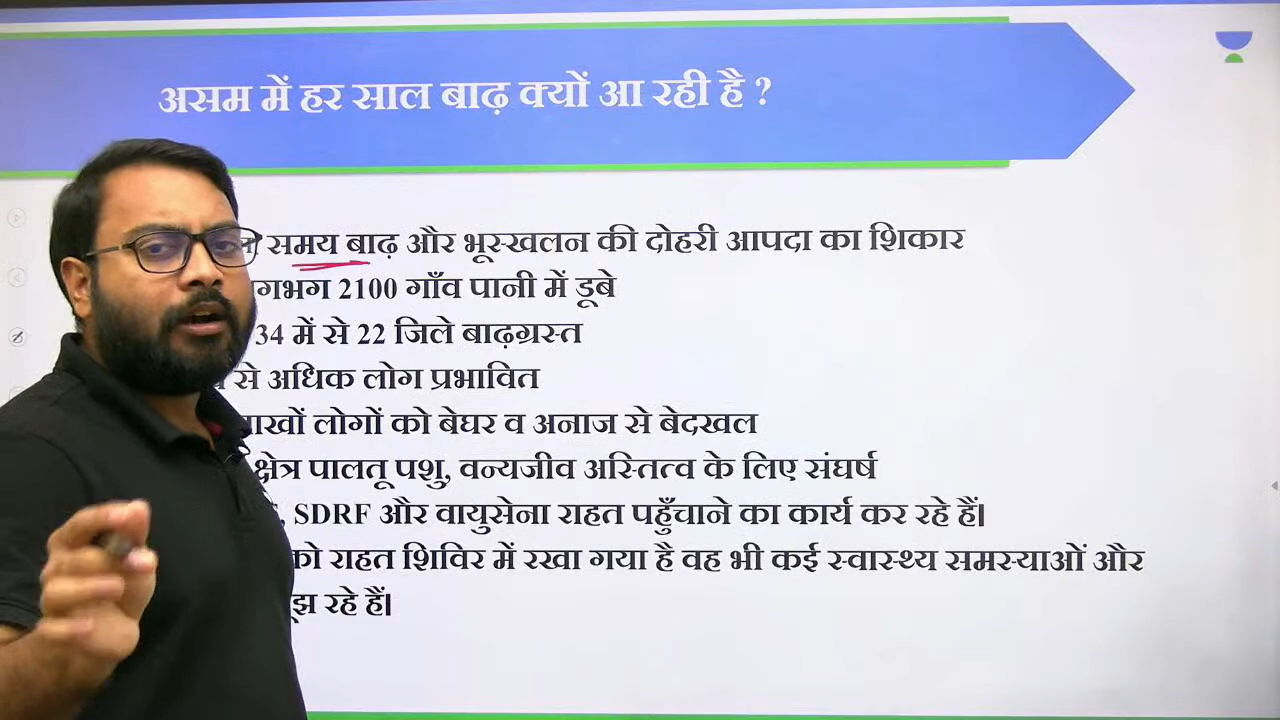 असम में हर साल बाढ़ क्यों आ रही है ?
समय बाढ़ और भूस्खलन की दोहरी आपदा का शिकार
2100 गाँव पानी में डूबे
34 में से 22 जिले बाढ़ग्रस्त
से अधिक लोग प्रभावित
लोगों को बेघर व अनाज से बेदखल
क्षेत्र पालतू पशु, वन्यजीव अस्तित्व के लिए संघर्ष
SDRF और वायुसेना राहत पहुँचाने का कार्य कर रहे हैं।
को राहत शिविर में रखा गया है वह भी कई स्वास्थ्य समस्याओं और
रहे हैं।